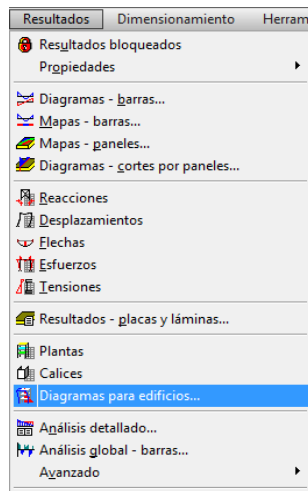 Resultados Dimensionamiento Herram
Resultados bloqueados
Propiedades
Diagramas - barras...
Mapas - barras...
Mapas - paneles...
Diagramas - cortes por paneles...
Reacciones
Desplazamientos
Flechas
Esfuerzos
Tensiones
Resultados - placas y láminas...
Plantas
Calices
Diagramas para edificios...
Análisis detallado...
Análisis global - barras...
Avanzado